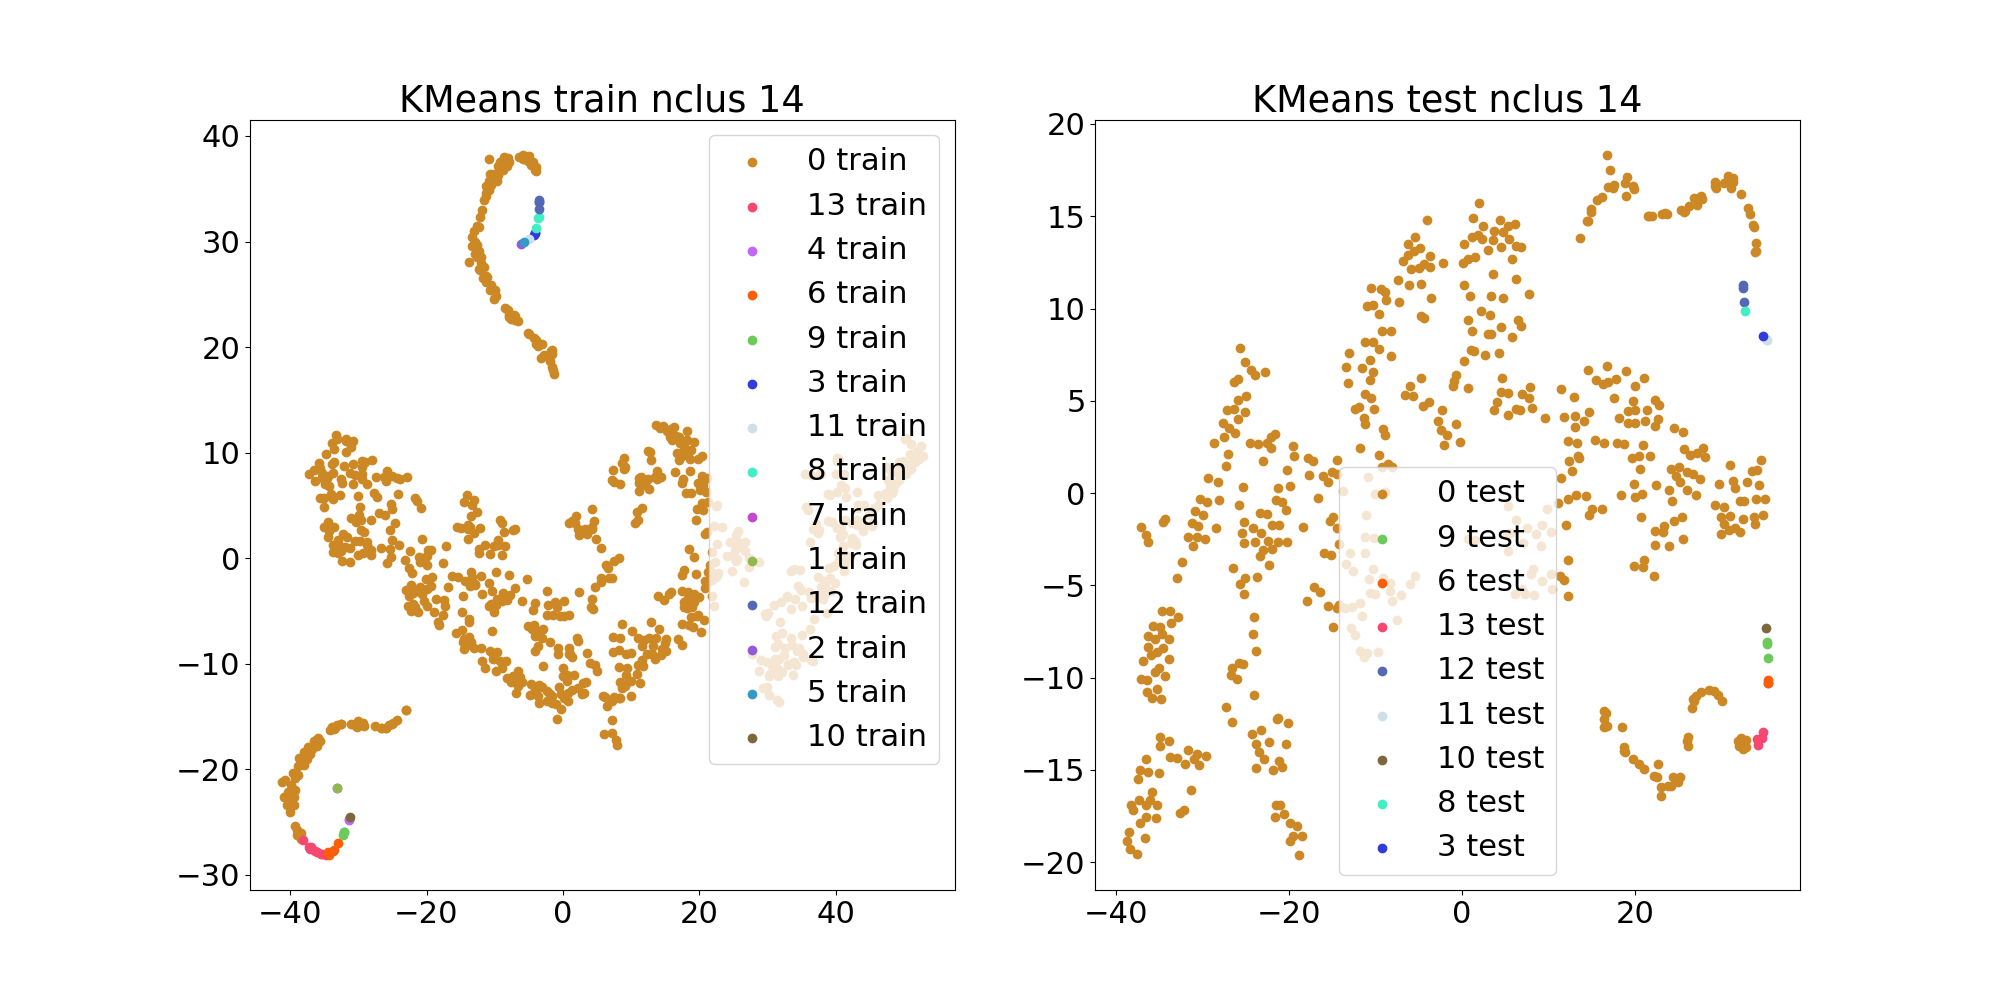 KMeans train nclus 14
40
30
20
10
0
−10
−20
−30
−40
−20
0
20
40
0 train
13 train
4 train
6 train
9 train
3 train
11 train
8 train
7 train
1 train
12 train
2 train
5 train
10 train
KMeans test nclus 14
20
15
10
5
0
−5
−10
−15
−20
−40
−20
0
20
0 test
9 test
6 test
13 test
12 test
11 test
10 test
8 test
3 test